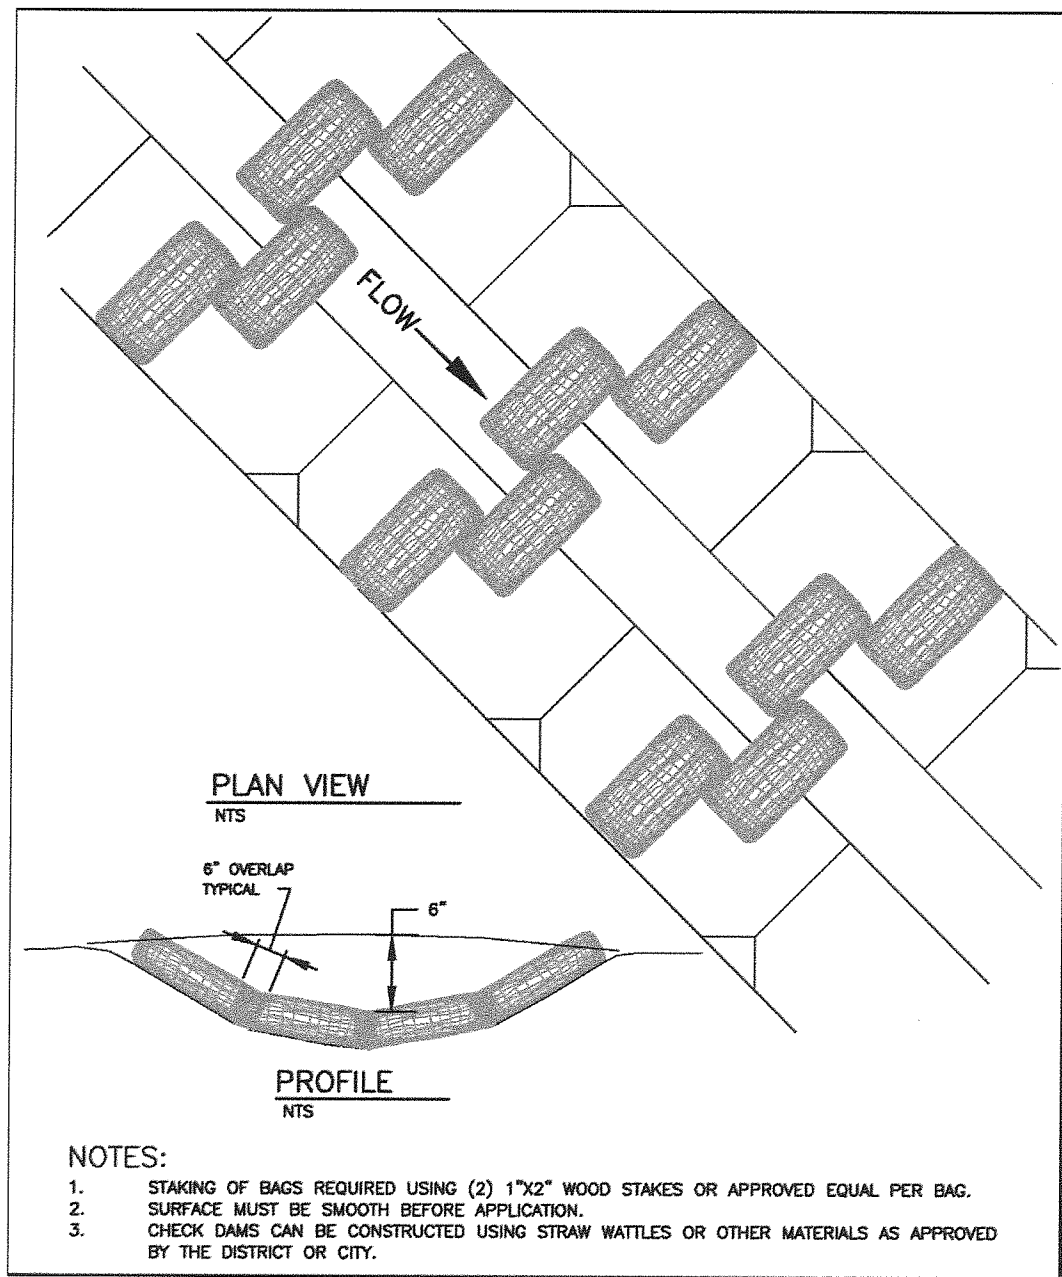 FLOW
PLAN VIEW
NTS
6" OVERLAP
TYPICAL
6"
PROFILE
NTS
NOTES:
1. STAKING OF BAGS REQUIRED USING (2) 1"X2" WOOD STAKES OR APPROVED EQUAL PER BAG.
2. SURFACE MUST BE SMOOTH BEFORE APPLICATION.
3. CHECK DAMS CAN BE CONSTRUCTED USING STRAW WATTLES OR OTHER MATERIALS AS APPROVED
BY THE DISTRICT OR CITY.